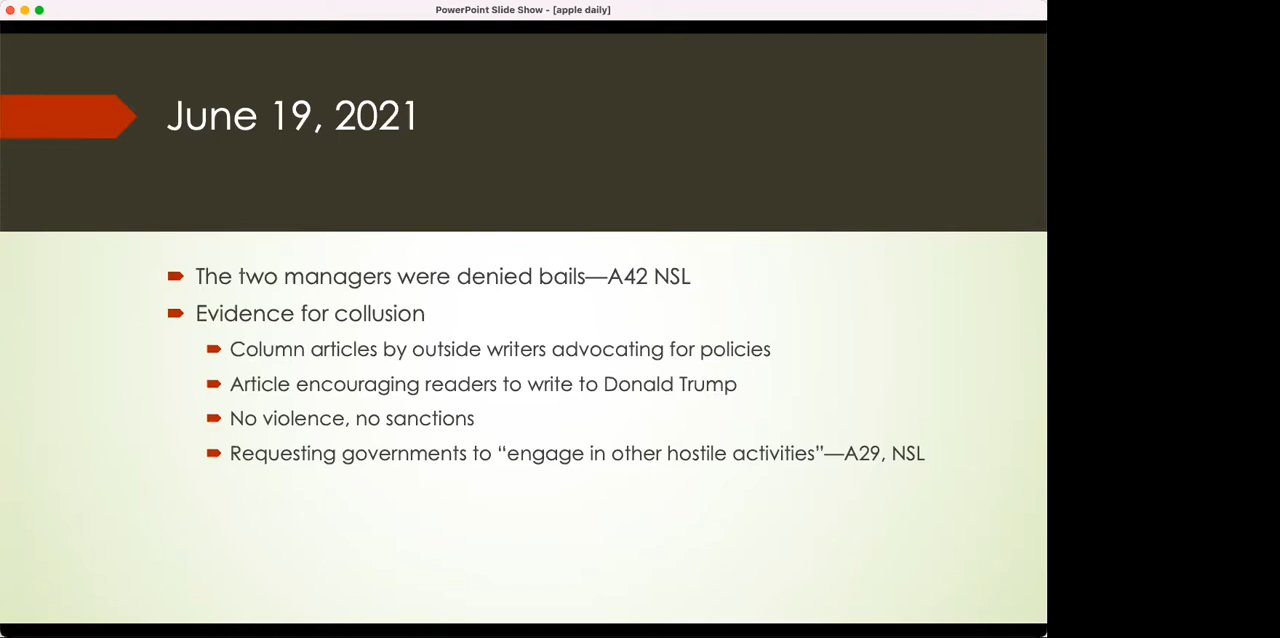 PowerPoint Slide Show - [apple daily]
June 19, 2021
The two managers were denied bails—A42 NSL
Evidence for collusion
Column articles by outside writers advocating for policies
Article encouraging readers to write to Donald Trump
No violence, no sanctions
Requesting governments to “engage in other hostile activities”—A29, NSL